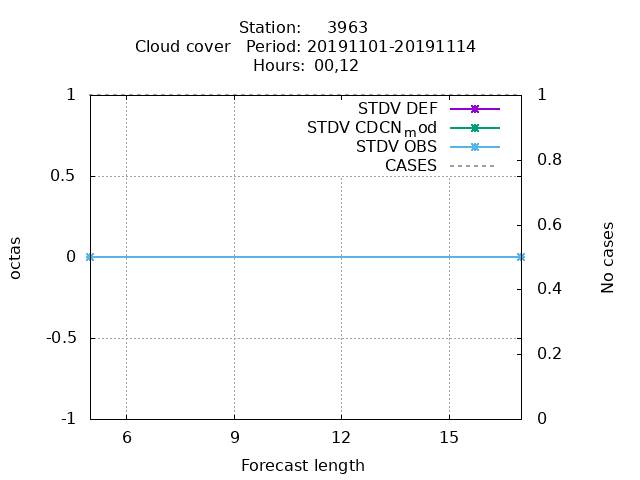 Station: 3963
Cloud cover Period: 20191101-20191114
Hours: 00,12
STDV DEF
STDV CDCNmod
STDV OBS
CASES
1
0.5
0
-0.5
-1
1
0.8
0.6
0.4
0.2
0
octas
No cases
6 9 12 15
Forecast length